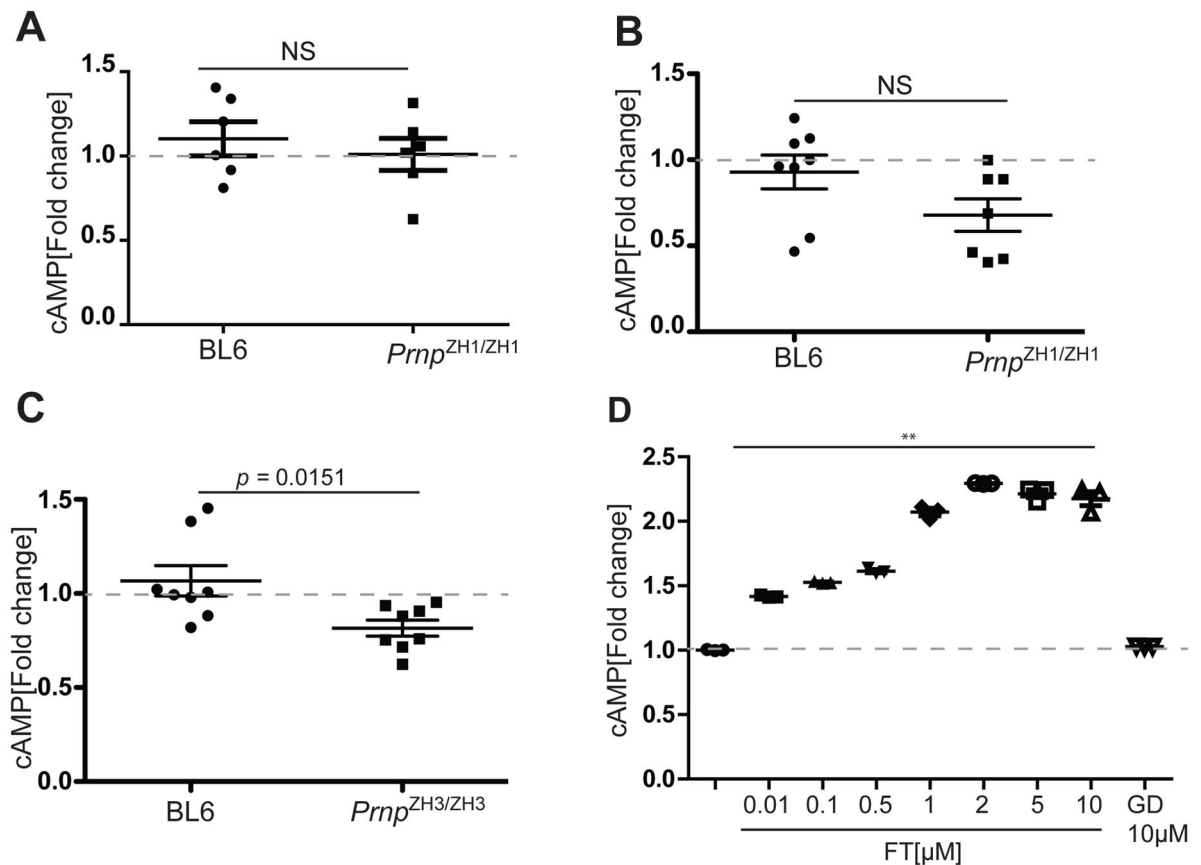 A
NS
cAMP[Fold change]
1.5
1.0
0.5
0.0
BL6
Prnp^ZH1/ZH1
B
NS
cAMP[Fold change]
1.5
1.0
0.5
0.0
BL6
Prnp^ZH1/ZH1
C
p = 0.0151
cAMP[Fold change]
1.5
1.0
0.5
0.0
BL6
Prnp^ZH3/ZH3
D
**
cAMP[Fold change]
2.5
2.0
1.5
1.0
0.5
0.0
0.01 0.1 0.5 1 2 5 10 GD
10µM
FT[µM]